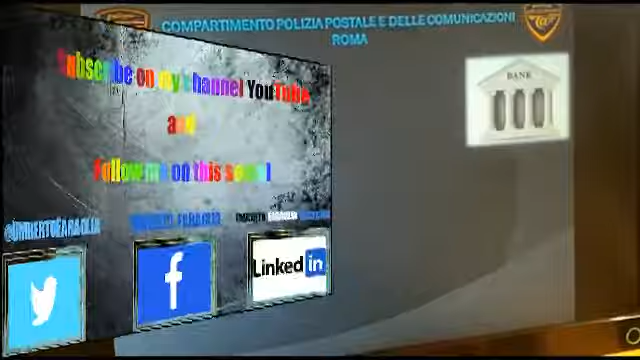 COMPARTIMENTO POLIZIA POSTALE E DELLE COMUNICAZIONI
ROMA
BANK
Subscribe on my channel YouTube
and
Follow me on this social
Linked in